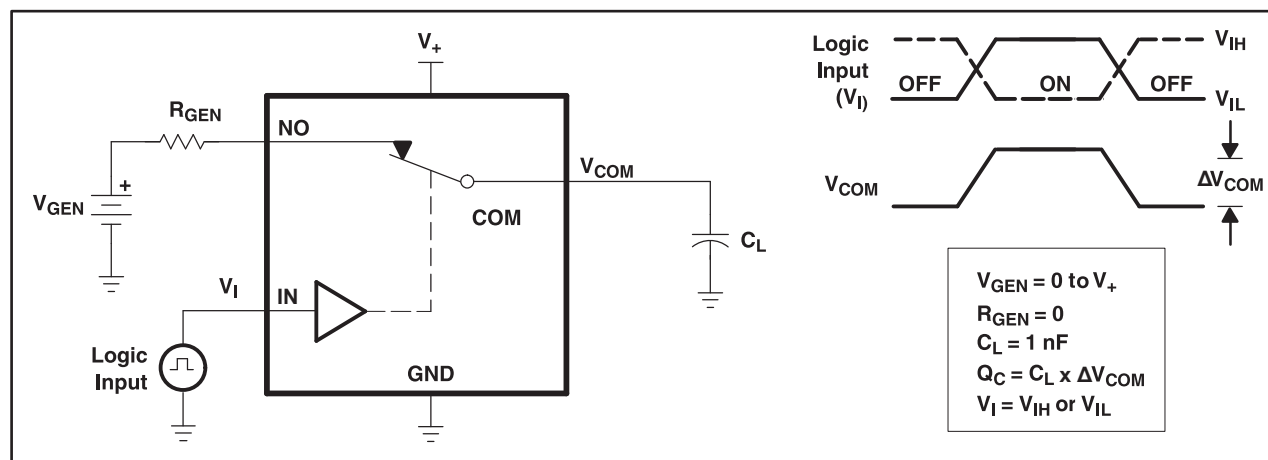 V+
RGEN
NO
VCOM
+
VGEN
COM
CL
VI
IN
Logic
Input
GND
Logic
Input
(VI)
OFF
ON
OFF
VIH
VIL
VCOM
ΔVCOM
VGEN = 0 to V+
RGEN = 0
CL = 1 nF
QC = CL x ΔVCOM
VI = VIH or VIL